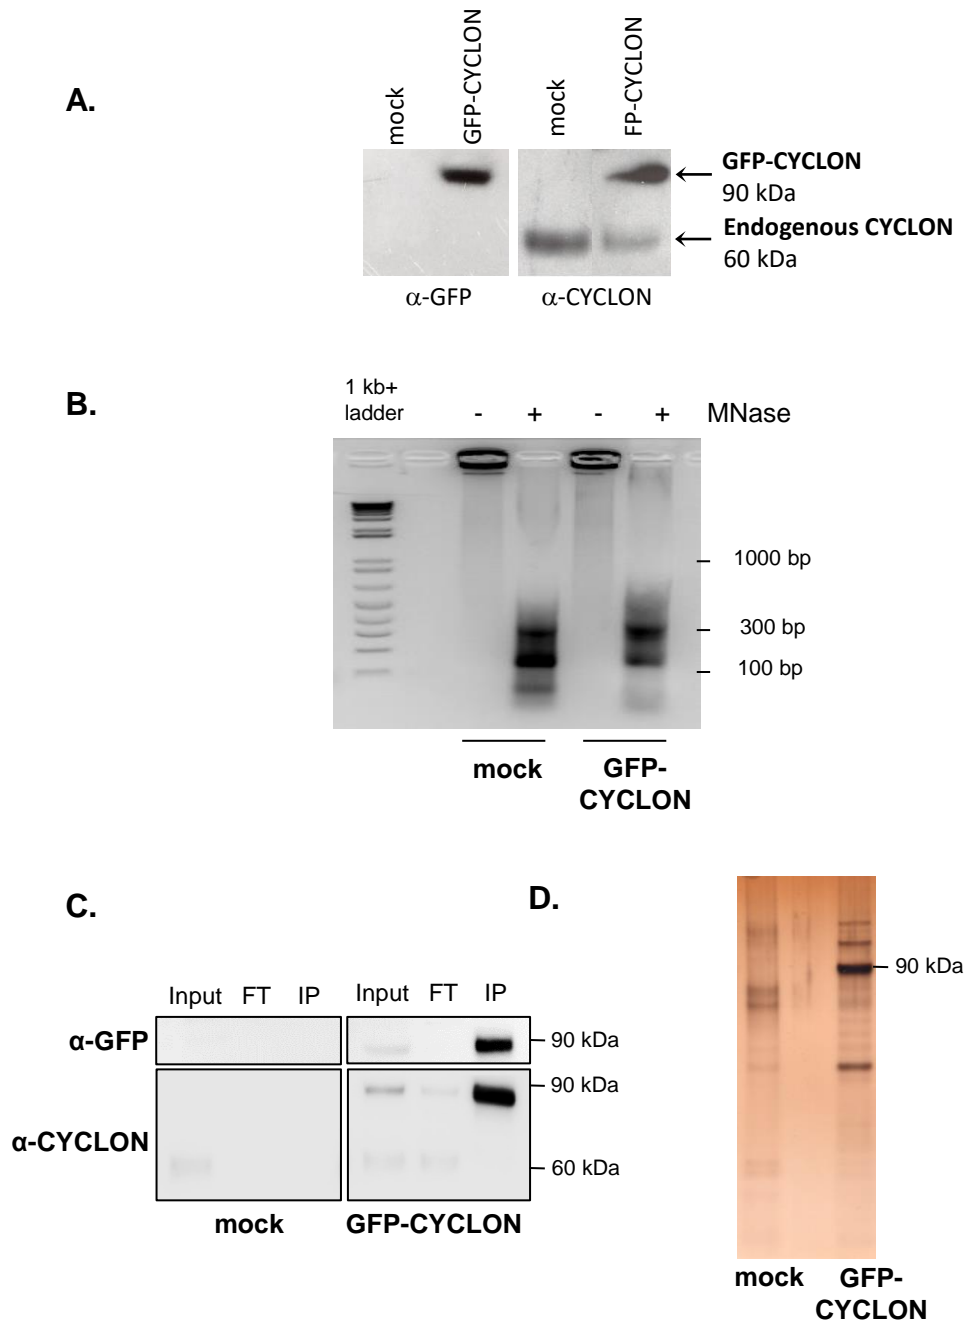 A.
mock
GFP-CYCLON
mock
FP-CYCLON
GFP-CYCLON
90 kDa
Endogenous CYCLON
60 kDa
α-GFP
α-CYCLON
B.
1 kb+
ladder
- + - + MNase
1000 bp
300 bp
100 bp
mock
GFP-
CYCLON
C.
Input FT IP
Input FT IP
α-GFP
90 kDa
90 kDa
α-CYCLON
60 kDa
mock
GFP-CYCLON
D.
90 kDa
mock
GFP-
CYCLON